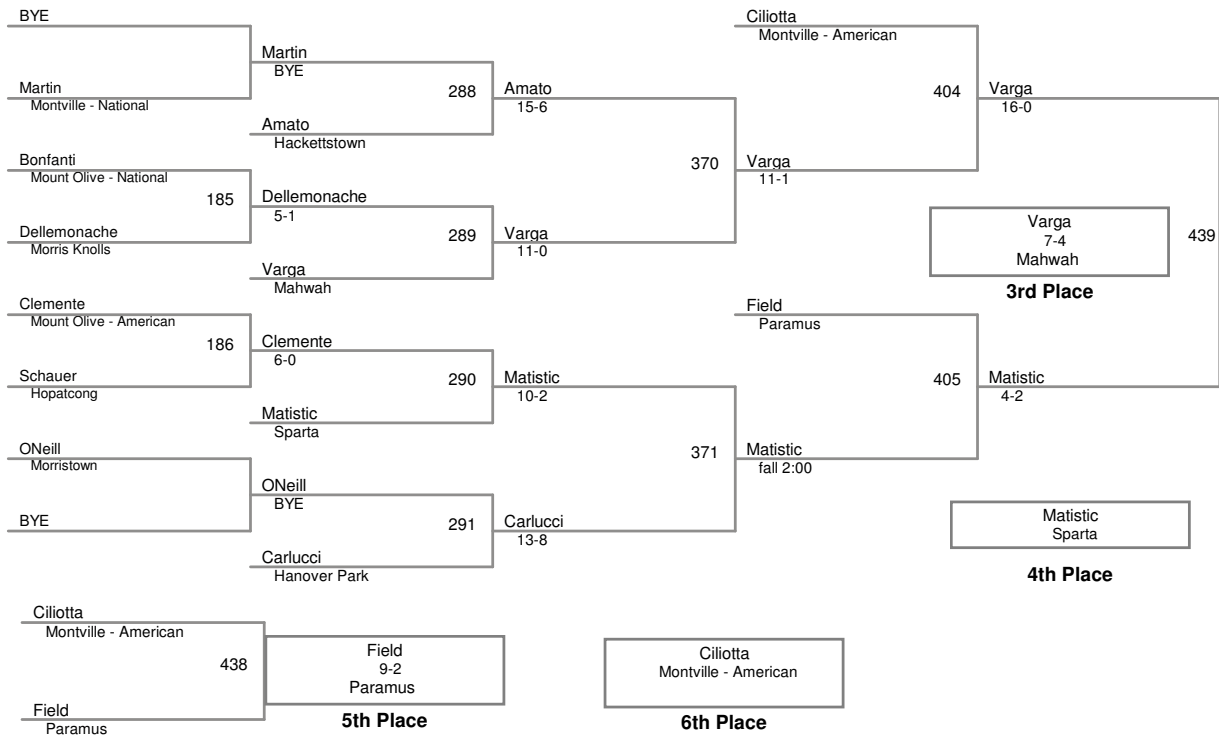 BYE
Martin
Montville - National
Bonfanti
Mount Olive - National
185
Dellemonache
Morris Knolls
Clemente
Mount Olive - American
186
Schauer
Hopatcong
ONeill
Morristown
BYE
Martin
BYE
288
Amato
Hackettstown
Dellemonache
5-1
289
Varga
Mahwah
Clemente
6-0
290
Matistic
Sparta
ONeill
BYE
291
Carlucci
Hanover Park
Amato
15-6
370
Varga
11-0
Matistic
10-2
371
Carlucci
13-8
Ciliotta
Montville - American
404
Varga
11-1
Field
Paramus
405
Matistic
fall 2:00
Varga
16-0
439
Matistic
4-2
Varga
7-4
Mahwah
3rd Place
Matistic
Sparta
4th Place
Ciliotta
Montville - American
438
Field
Paramus
Field
9-2
Paramus
5th Place
Ciliotta
Montville - American
6th Place